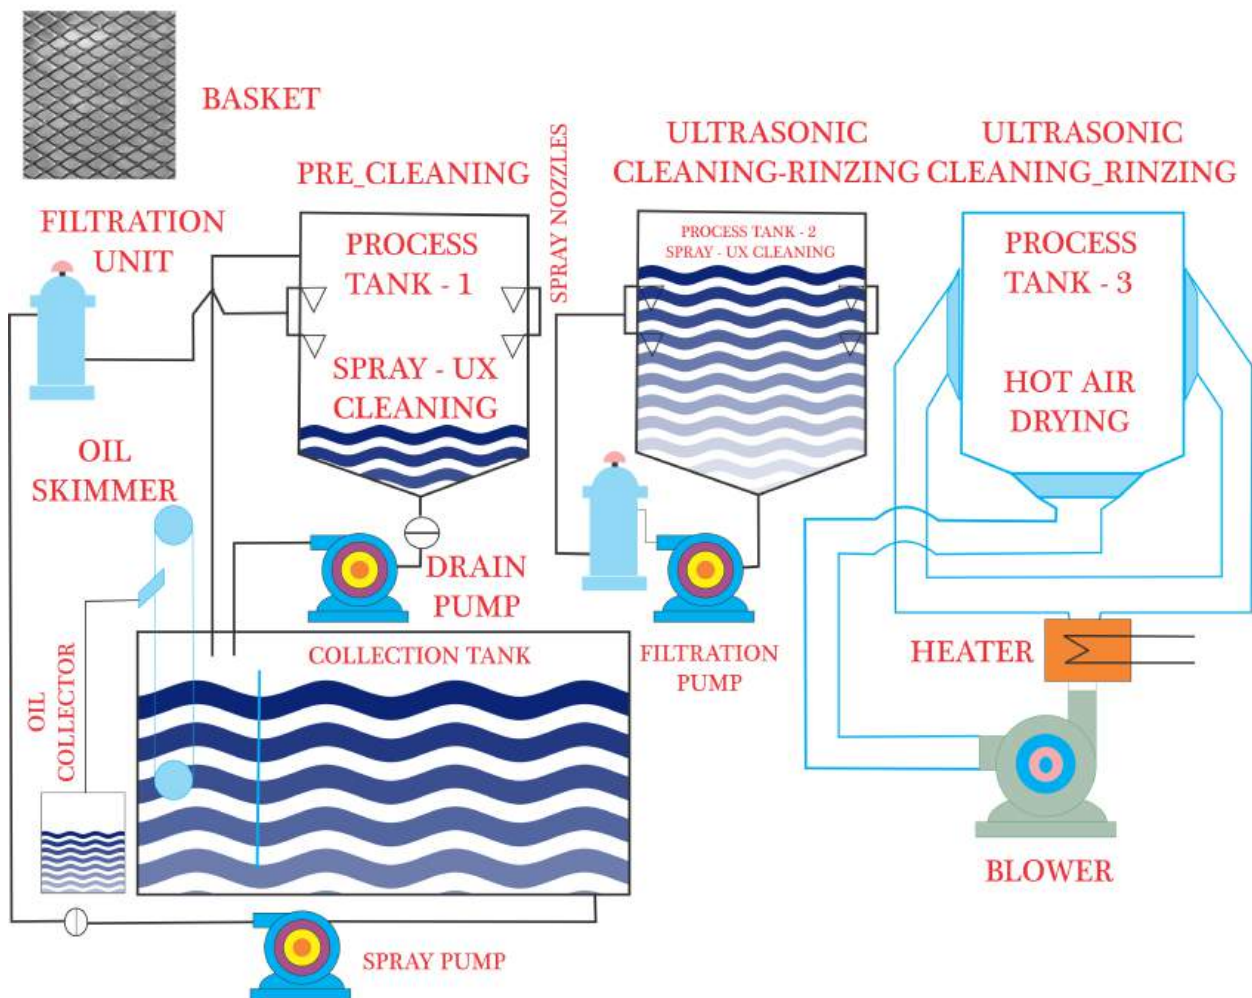 BASKET
FILTRATION
UNIT
PRE_CLEANING
SPRAY NOZZLES
ULTRASONIC
CLEANING-RINZING
ULTRASONIC
CLEANING_RINZING
PROCESS
TANK - 1
SPRAY - UX
CLEANING
PROCESS TANK - 2
SPRAY - UX CLEANING
PROCESS
TANK - 3
HOT AIR
DRYING
OIL
SKIMMER
DRAIN
PUMP
COLLECTION TANK
FILTRATION
PUMP
HEATER
OIL
COLLECTOR
BLOWER
SPRAY PUMP